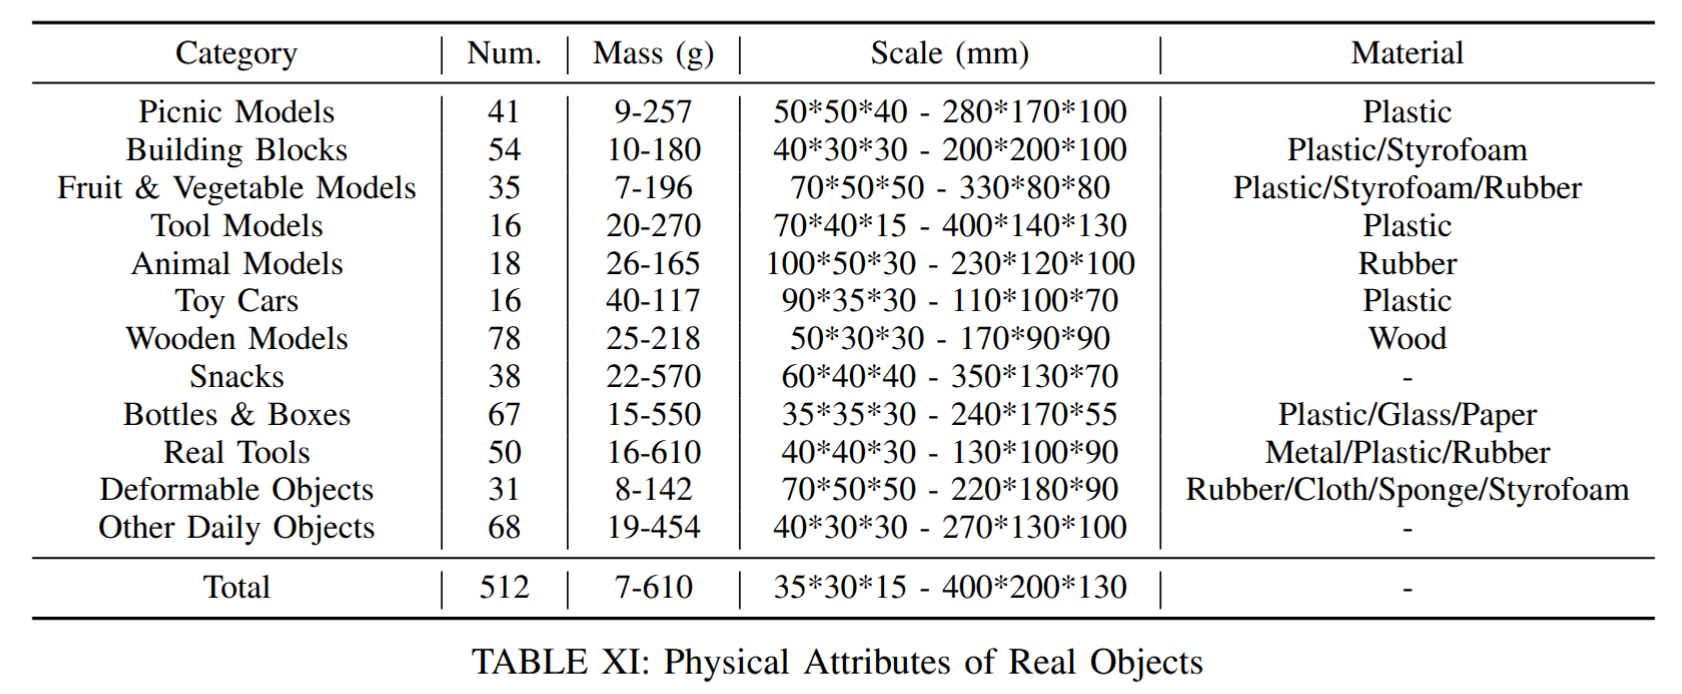 Category Num. Mass (g) Scale (mm) Material
Picnic Models 41 9-257 50*50*40 - 280*170*100 Plastic
Building Blocks 54 10-180 40*30*30 - 200*200*100 Plastic/Styrofoam
Fruit & Vegetable Models 35 7-196 70*50*50 - 330*80*80 Plastic/Styrofoam/Rubber
Tool Models 16 20-270 70*40*15 - 400*140*130 Plastic
Animal Models 18 26-165 100*50*30 - 230*120*100 Rubber
Toy Cars 16 40-117 90*35*30 - 110*100*70 Plastic
Wooden Models 78 25-218 50*30*30 - 170*90*90 Wood
Snacks 38 22-570 60*40*40 - 350*130*70 -
Bottles & Boxes 67 15-550 35*35*30 - 240*170*55 Plastic/Glass/Paper
Real Tools 50 16-610 40*40*30 - 130*100*90 Metal/Plastic/Rubber
Deformable Objects 31 8-142 70*50*50 - 220*180*90 Rubber/Cloth/Sponge/Styrofoam
Other Daily Objects 68 19-454 40*30*30 - 270*130*100 -
Total 512 7-610 35*30*15 - 400*200*130 -
TABLE XI: Physical Attributes of Real Objects